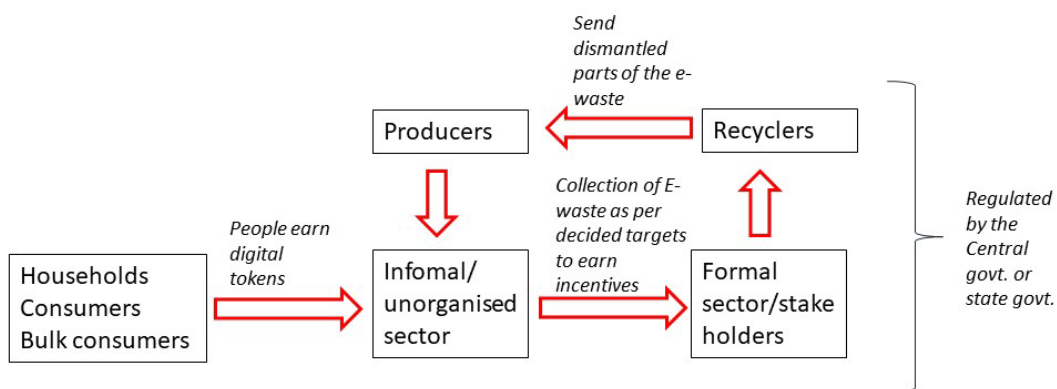 Send
dismantled
parts of the e-
waste
Producers
Recyclers
People earn
digital
tokens
Collection of E-
waste as per
decided targets
to earn
incentives
Households
Consumers
Bulk consumers
Infomal/
unorganised
sector
Formal
sector/stake
holders
Regulated
by the
Central
govt. or
state govt.